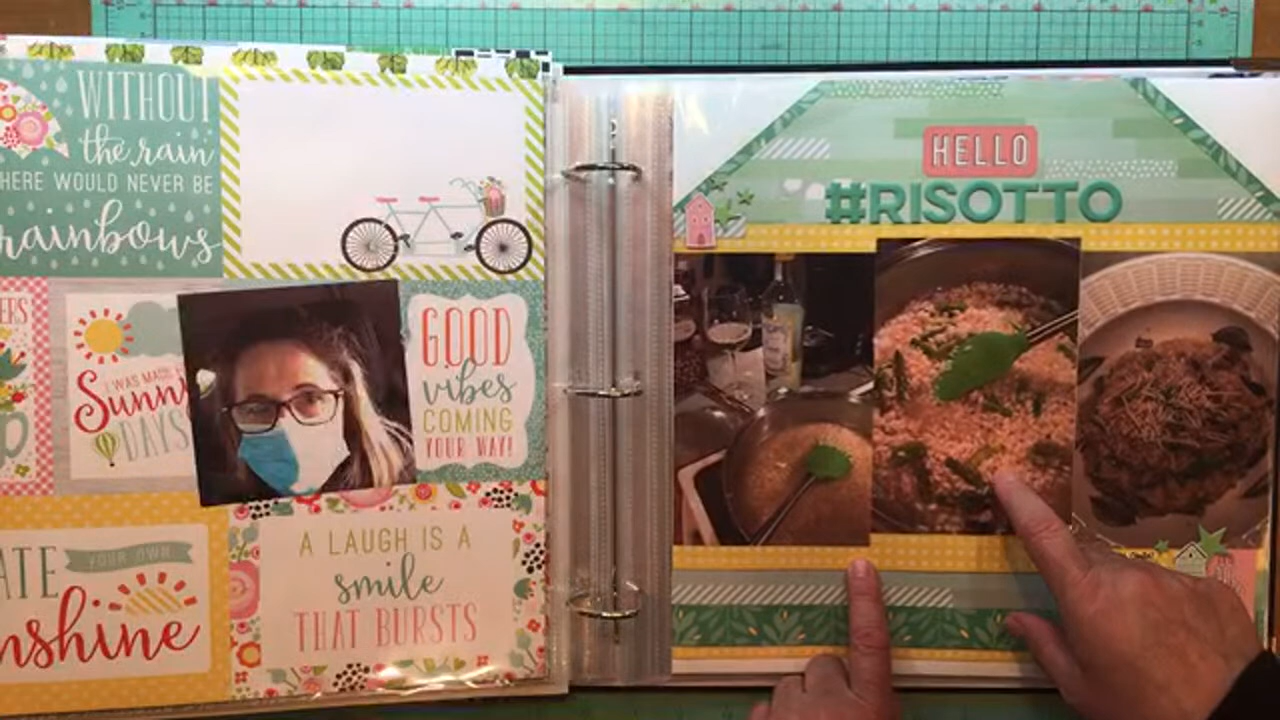 WITHOUT
the rain
HERE WOULD NEVER BE
rainbows
ERS
I WAS MADE
Sunn
DAYS
GOOD
vibes
COMING
YOUR WAY!
ATE
YOUR OWN
nshine
A LAUGH IS A
smile
THAT BURSTS
HELLO
#RISOTTO